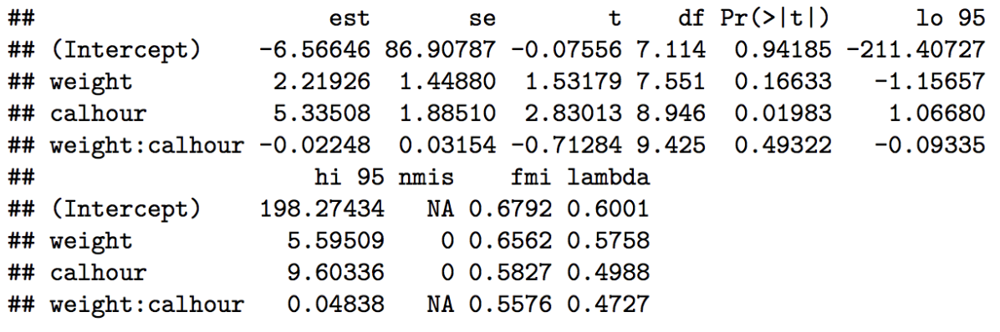 ##                      est       se        t    df Pr(>|t|)      lo 95
## (Intercept)    -6.56646 86.90787 -0.07556 7.114  0.94185 -211.40727
## weight          2.21926  1.44880  1.53179 7.551  0.16633   -1.15657
## calhour         5.33508  1.88510  2.83013 8.946  0.01983    1.06680
## weight:calhour -0.02248  0.03154 -0.71284 9.425  0.49322   -0.09335
##                    hi 95 nmis    fmi lambda
## (Intercept)    198.27434   NA 0.6792 0.6001
## weight           5.59509    0 0.6562 0.5758
## calhour          9.60336    0 0.5827 0.4988
## weight:calhour   0.04838   NA 0.5576 0.4727